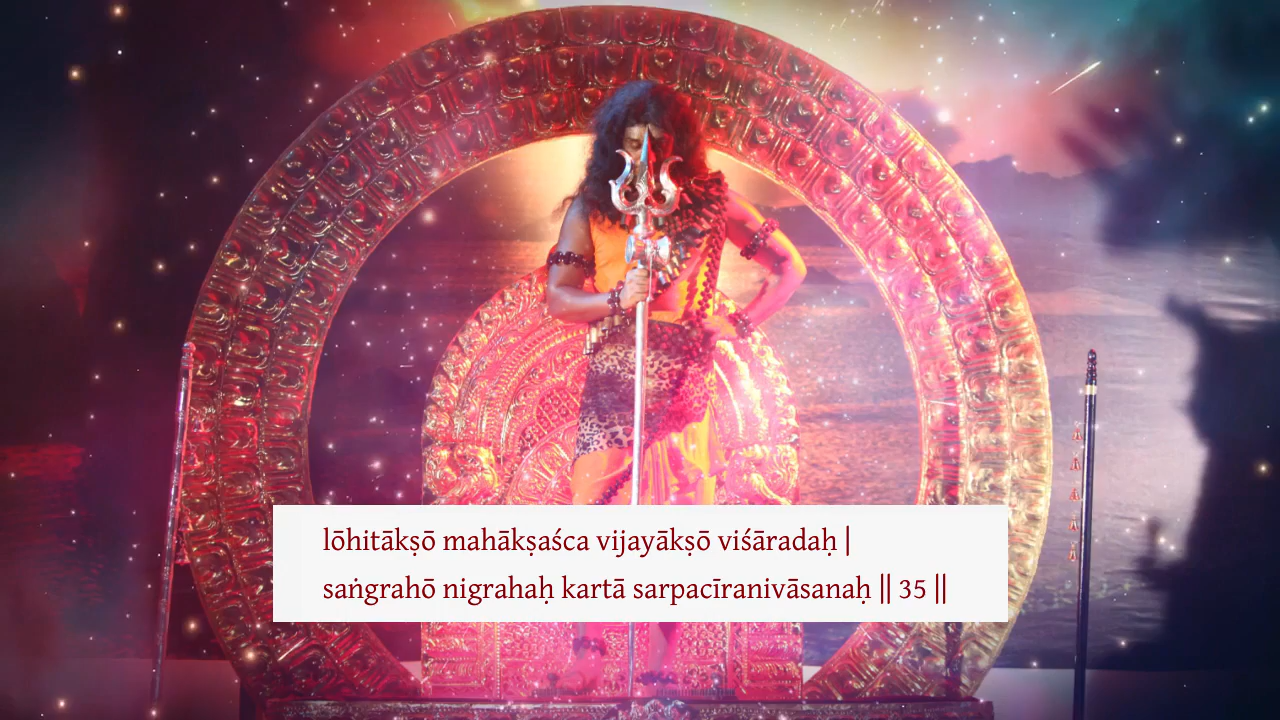 lōhitākṣō mahākṣaśca vijayākṣō viśāradaḥ |
saṅgrahō nigrahaḥ kartā sarpacīranivāsanaḥ || 35 ||